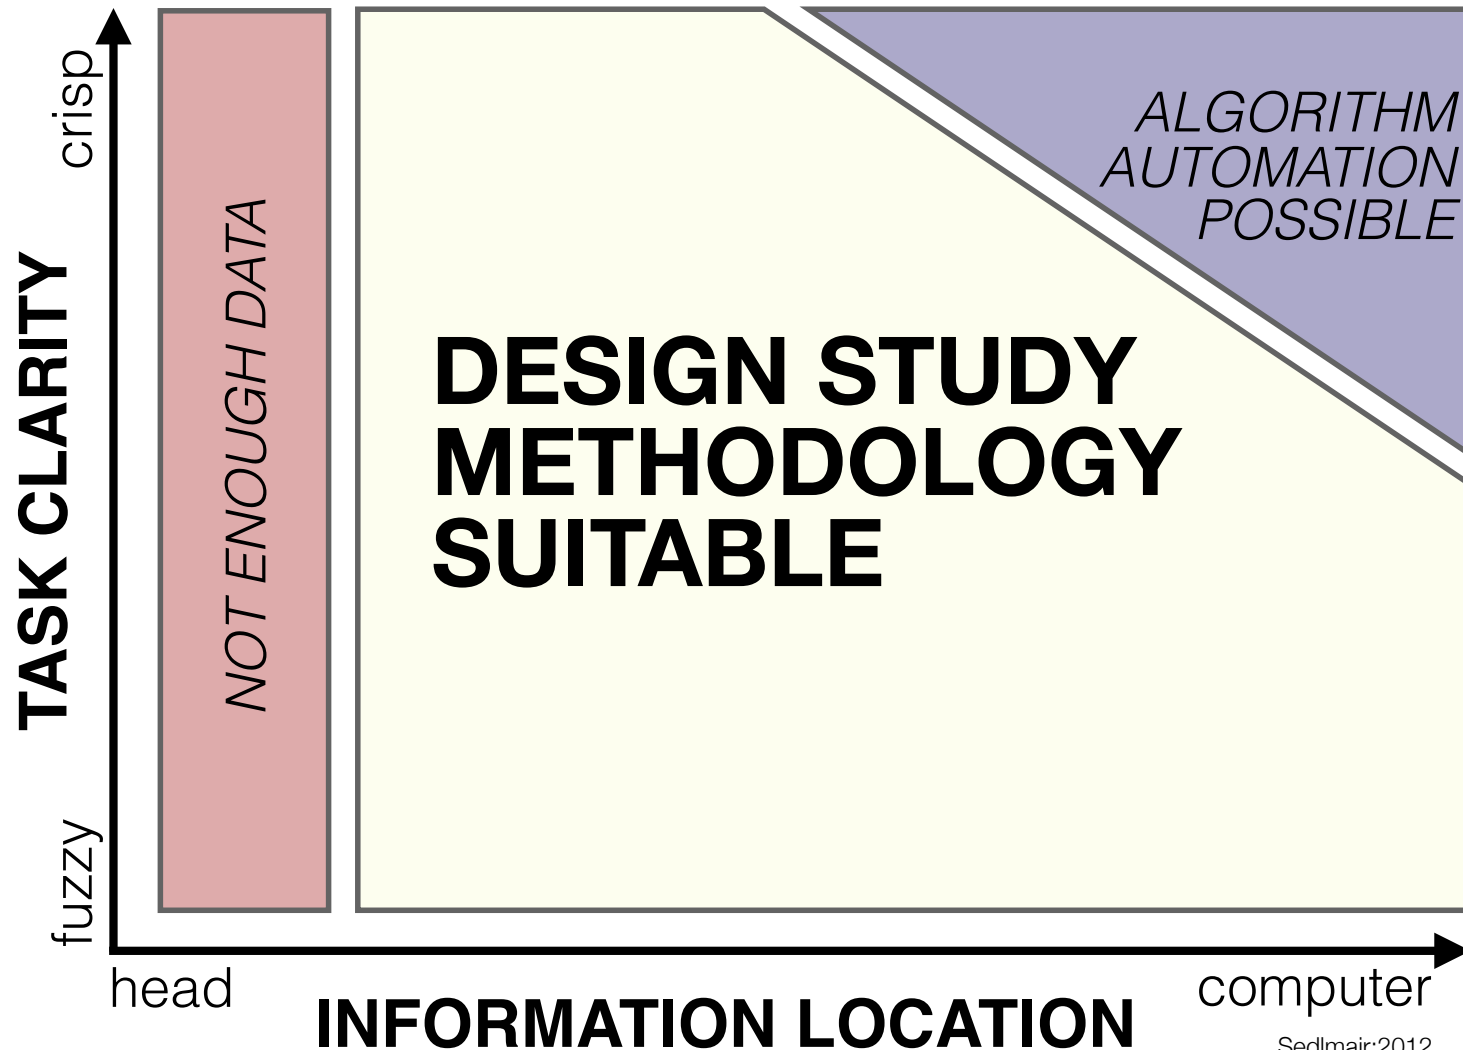 crisp
TASK CLARITY
fuzzy
NOT ENOUGH DATA
DESIGN STUDY
METHODOLOGY
SUITABLE
ALGORITHM
AUTOMATION
POSSIBLE
head
INFORMATION LOCATION
computer
Sedlmair:2012